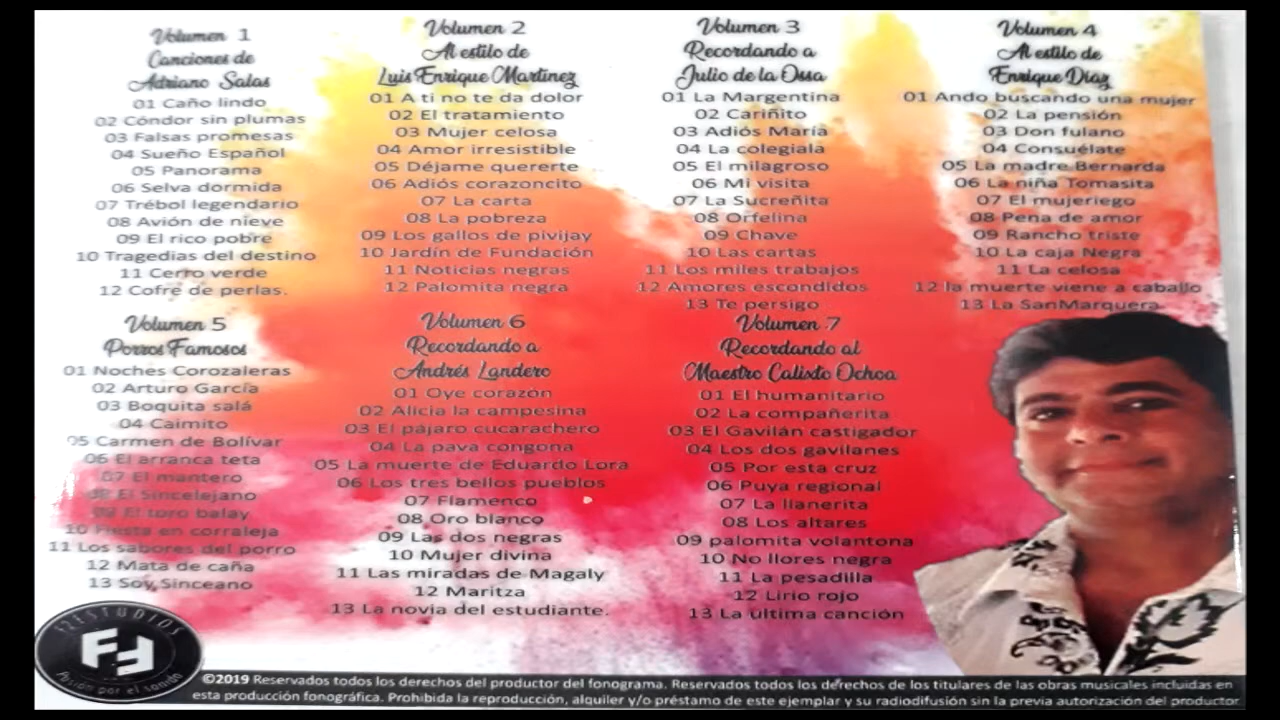 Volumen 1
Canciones de
Adriano Salas
01 Caño lindo
02 Cóndor sin plumas
03 Falsas promesas
04 Sueño Español
05 Panorama
06 Selva dormida
07 Trébol legendario
08 Avión de nieve
09 El rico pobre
10 Tragedias del destino
11 Cerro verde
12 Cofre de perlas.
Volumen 2
Al estilo de
Luis Enrique Martinez
01 A ti no te da dolor
02 El tratamiento
03 Mujer celosa
04 Amor irresistible
05 Déjame quererte
06 Adiós corazoncito
07 La carta
08 La pobreza
09 Los gallos de pivijay
10 Jardín de Fundación
11 Noticias negras
12 Palomita negra
Volumen 3
Recordando a
Julio de la Ossa
01 La Margentina
02 Cariñito
03 Adiós María
04 La colegiala
05 El milagroso
06 Mi visita
07 La Sucreñita
08 Orfelina
09 Chave
10 Las cartas
11 Los miles trabajos
12 Amores escondidos
13 Te persigo
Volumen 4
Al estilo de
Enrique Díaz
01 Ando buscando una mujer
02 La pensión
03 Don fulano
04 Consuélate
05 La madre Bernarda
06 La niña Tomasita
07 El mujeriego
08 Pena de amor
09 Rancho triste
10 La caja Negra
11 La celosa
12 la muerte viene a caballo
13 La SanMarquera
Volumen 5
Porros Famosos
01 Noches Corozaleras
02 Arturo García
03 Boquita salá
04 Caimito
05 Carmen de Bolívar
06 El arranca teta
07 El mantero
08 El Sincelejano
09 El toro balay
10 Fiesta en corraleja
11 Los sabores del porro
12 Mata de caña
13 Soy Sinceano
Volumen 6
Recordando a
Andrés Landero
01 Oye corazón
02 Alicia la campesina
03 El pájaro cucarachero
04 La pava congona
05 La muerte de Eduardo Lora
06 Los tres bellos pueblos
07 Flamenco
08 Oro blanco
09 Las dos negras
10 Mujer divina
11 Las miradas de Magaly
12 Maritza
13 La novia del estudiante.
Volumen 7
Recordando al
Maestro Calixto Ochoa
01 El humanitario
02 La compañerita
03 El Gavilán castigador
04 Los dos gavilanes
05 Por esta cruz
06 Puya regional
07 La llanerita
08 Los altares
09 palomita volantona
10 No llores negra
11 La pesadilla
12 Lirio rojo
13 La ultima canción
F2ESTUDIOS
FF
Pasión por el sonido
©2019 Reservados todos los derechos del productor del fonograma. Reservados todos los derechos de los titulares de las obras musicales incluidas en
esta producción fonográfica. Prohibida la reproducción, alquiler y/o préstamo de este ejemplar y su radiodifusión sin la previa autorización del productor